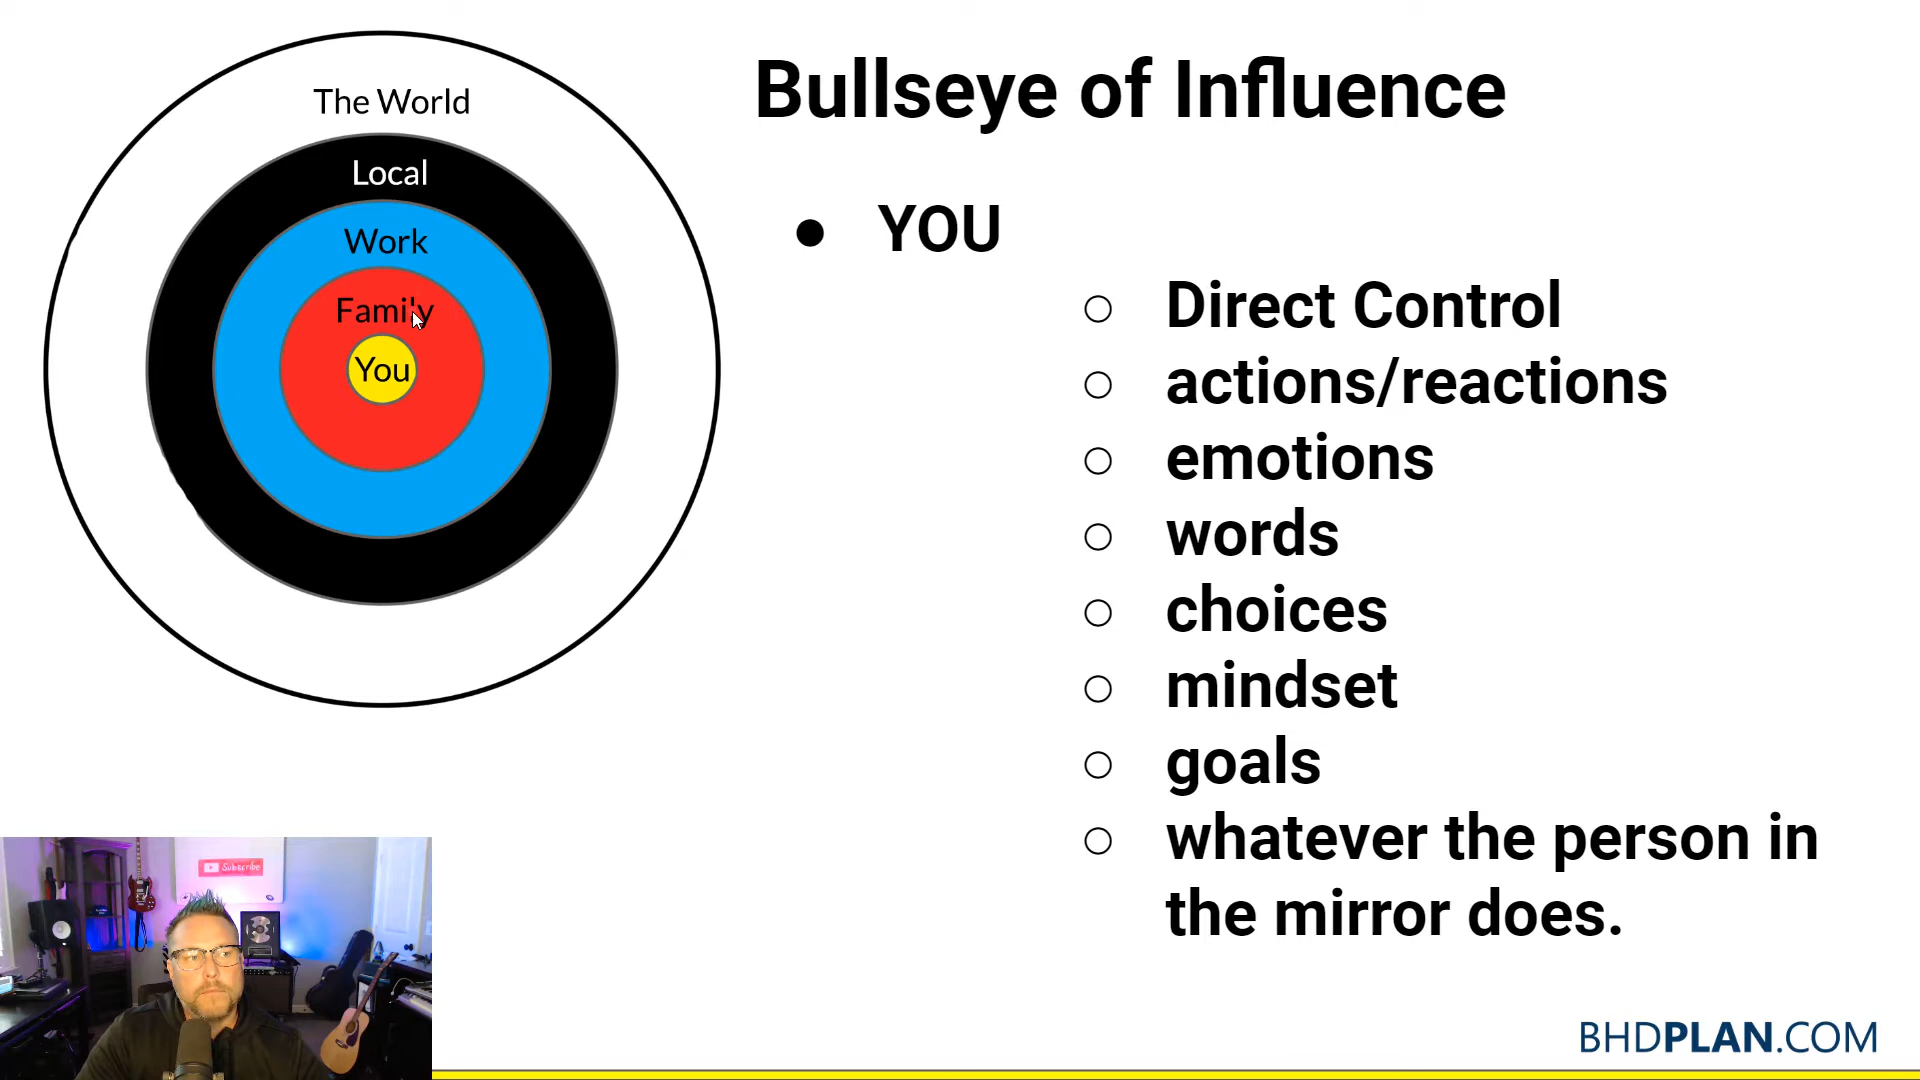 The World
Local
Work
Family
You
Bullseye of Influence
● YOU
○ Direct Control
○ actions/reactions
○ emotions
○ words
○ choices
○ mindset
○ goals
○ whatever the person in
the mirror does.
Subscribe
BHDPLAN.COM